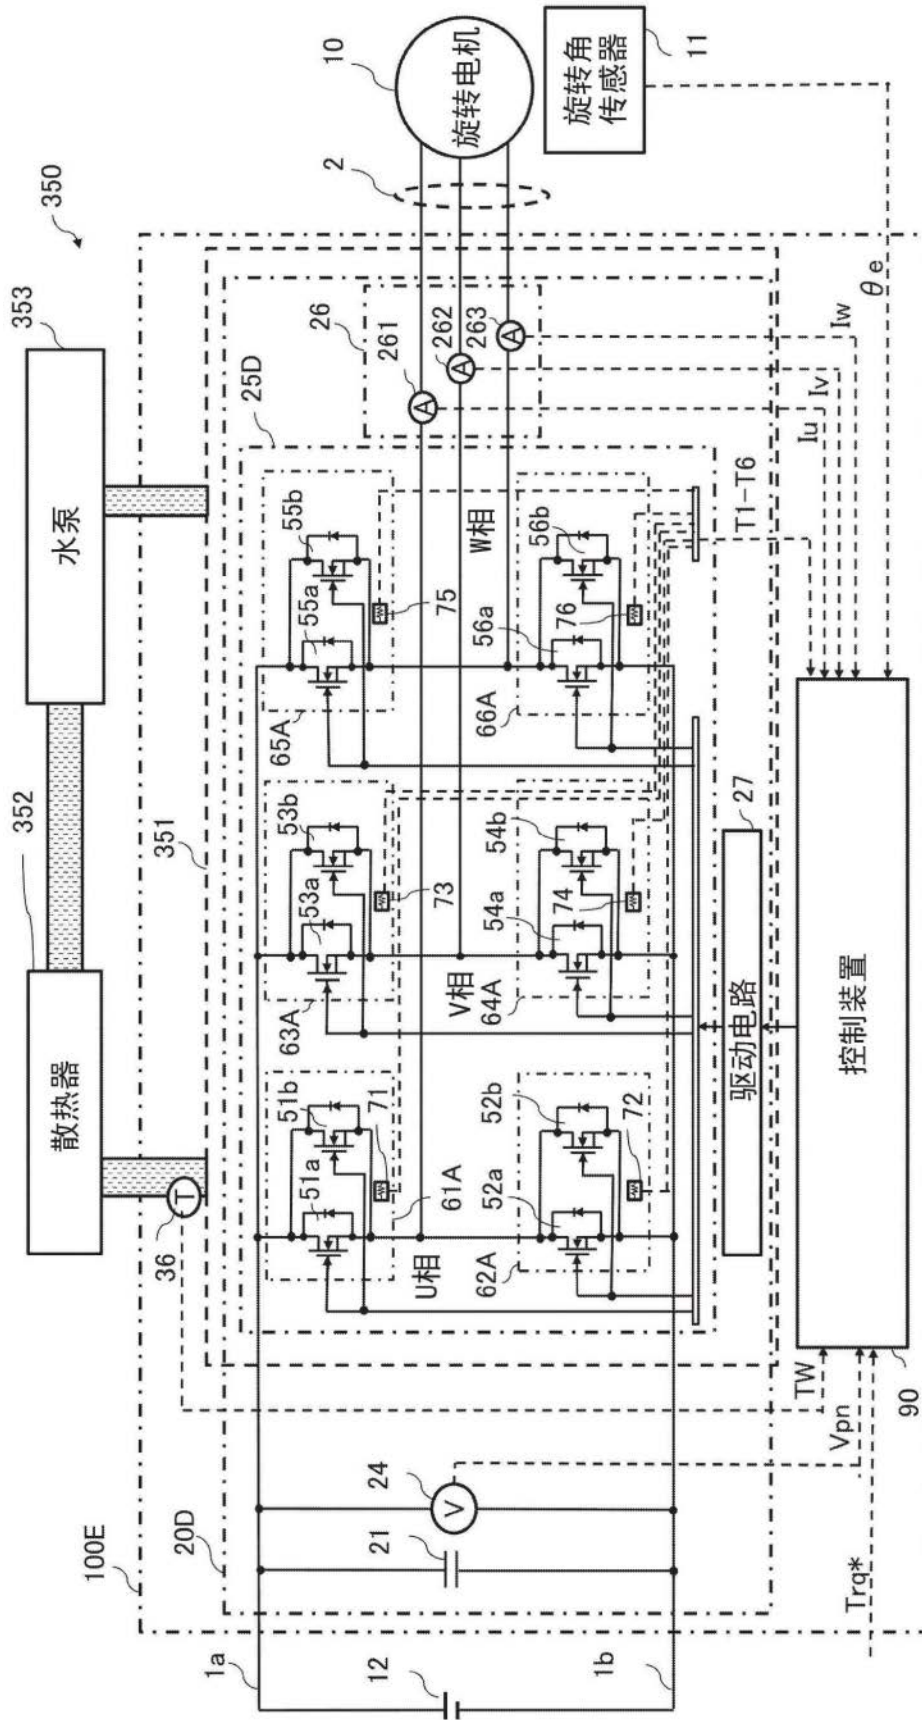 350
353
水泵
352
散热器
351
36
T
100E
20D
25D
26
261
262
263
A
A
A
2
10
旋转电机
旋转角
传感器
11
1a
12
1b
21
24
V
51a
51b
71
61A
U相
52a
52b
72
62A
53a
53b
73
63A
V相
54a
54b
74
64A
55a
55b
75
65A
W相
56a
56b
76
66A
27
驱动电路
控制装置
90
TW
Vpn
Trq*
T1-T6
Iu
Iv
Iw
θe